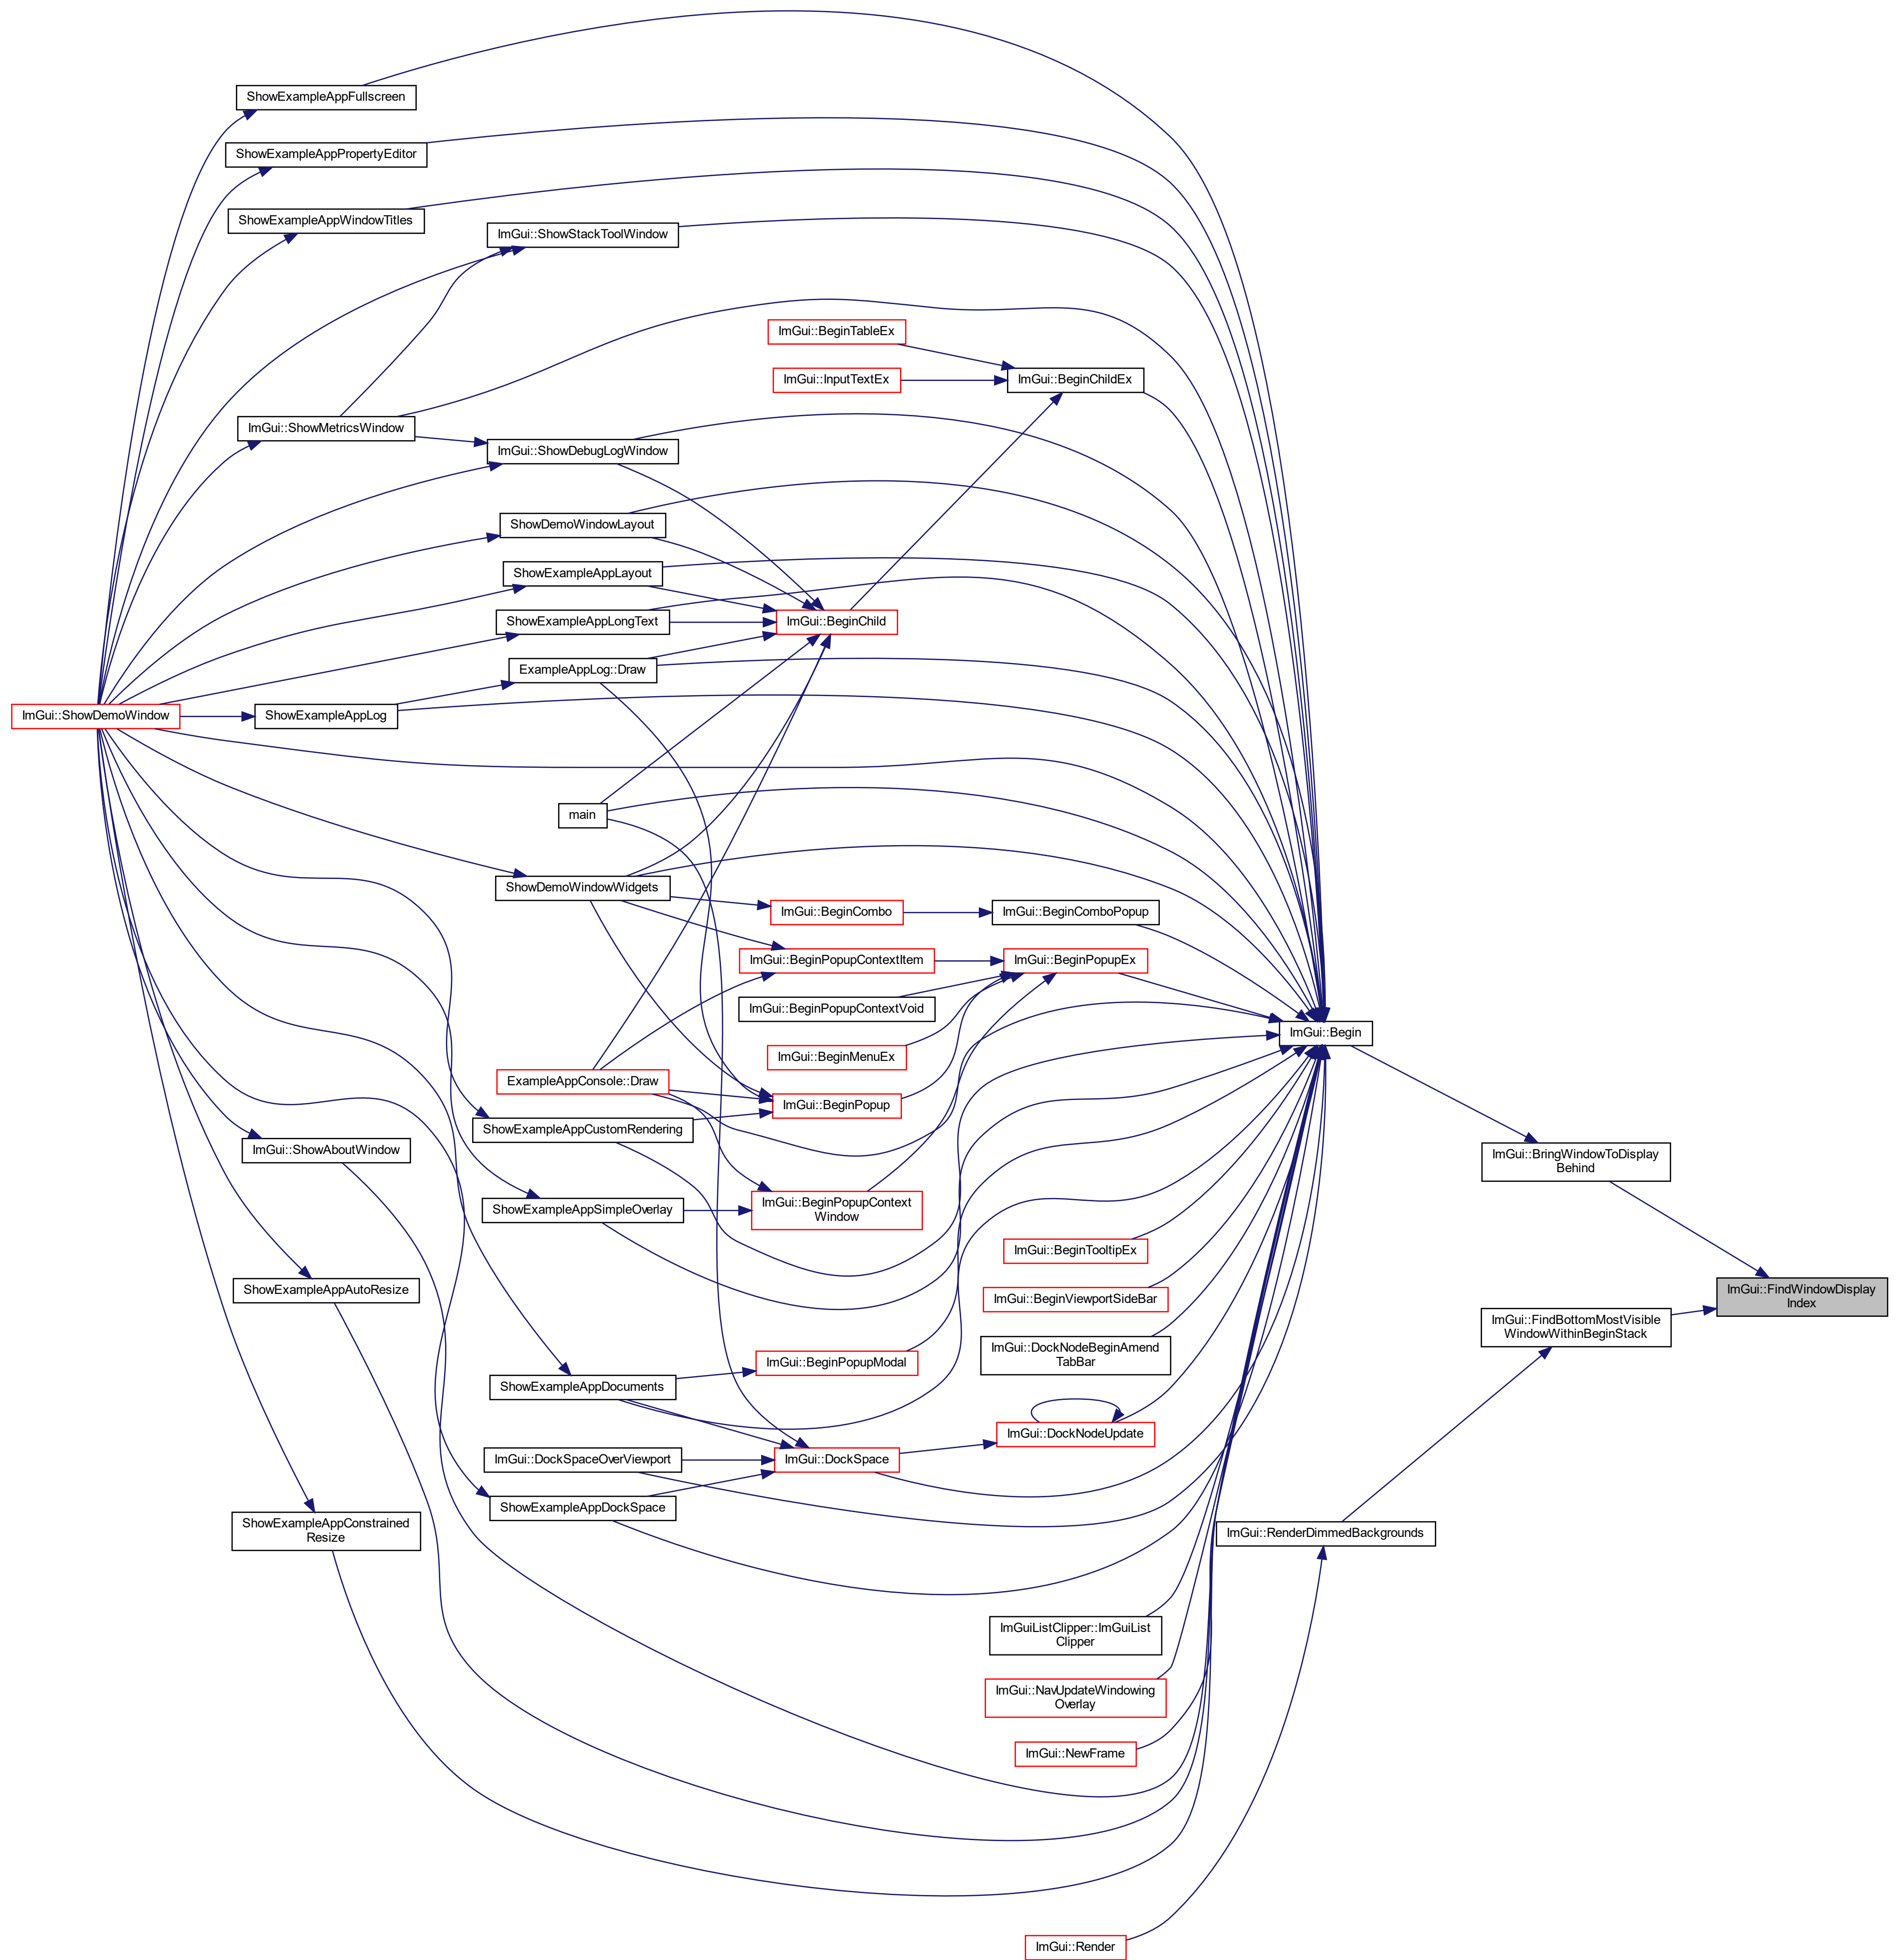 ShowExampleAppFullscreen
ShowExampleAppPropertyEditor
ShowExampleAppWindowTitles
ImGui::ShowStackToolWindow
ImGui::BeginTableEx
ImGui::InputTextEx
ImGui::BeginChildEx
ImGui::ShowMetricsWindow
ImGui::ShowDebugLogWindow
ShowDemoWindowLayout
ShowExampleAppLayout
ShowExampleAppLongText
ImGui::BeginChild
ExampleAppLog::Draw
ImGui::ShowDemoWindow
ShowExampleAppLog
main
ShowDemoWindowWidgets
ImGui::BeginCombo
ImGui::BeginComboPopup
ImGui::BeginPopupContextItem
ImGui::BeginPopupEx
ImGui::BeginPopupContextVoid
ImGui::Begin
ImGui::BeginMenuEx
ExampleAppConsole::Draw
ImGui::BeginPopup
ShowExampleAppCustomRendering
ImGui::ShowAboutWindow
ImGui::BringWindowToDisplay
Behind
ShowExampleAppSimpleOverlay
ImGui::BeginPopupContext
Window
ImGui::BeginTooltipEx
ShowExampleAppAutoResize
ImGui::BeginViewportSideBar
ImGui::FindWindowDisplay
Index
ImGui::FindBottomMostVisible
WindowWithinBeginStack
ImGui::DockNodeBeginAmend
TabBar
ImGui::BeginPopupModal
ShowExampleAppDocuments
ImGui::DockNodeUpdate
ImGui::DockSpaceOverViewport
ImGui::DockSpace
ShowExampleAppDockSpace
ShowExampleAppConstrained
Resize
ImGui::RenderDimmedBackgrounds
ImGuiListClipper::ImGuiList
Clipper
ImGui::NavUpdateWindowing
Overlay
ImGui::NewFrame
ImGui::Render